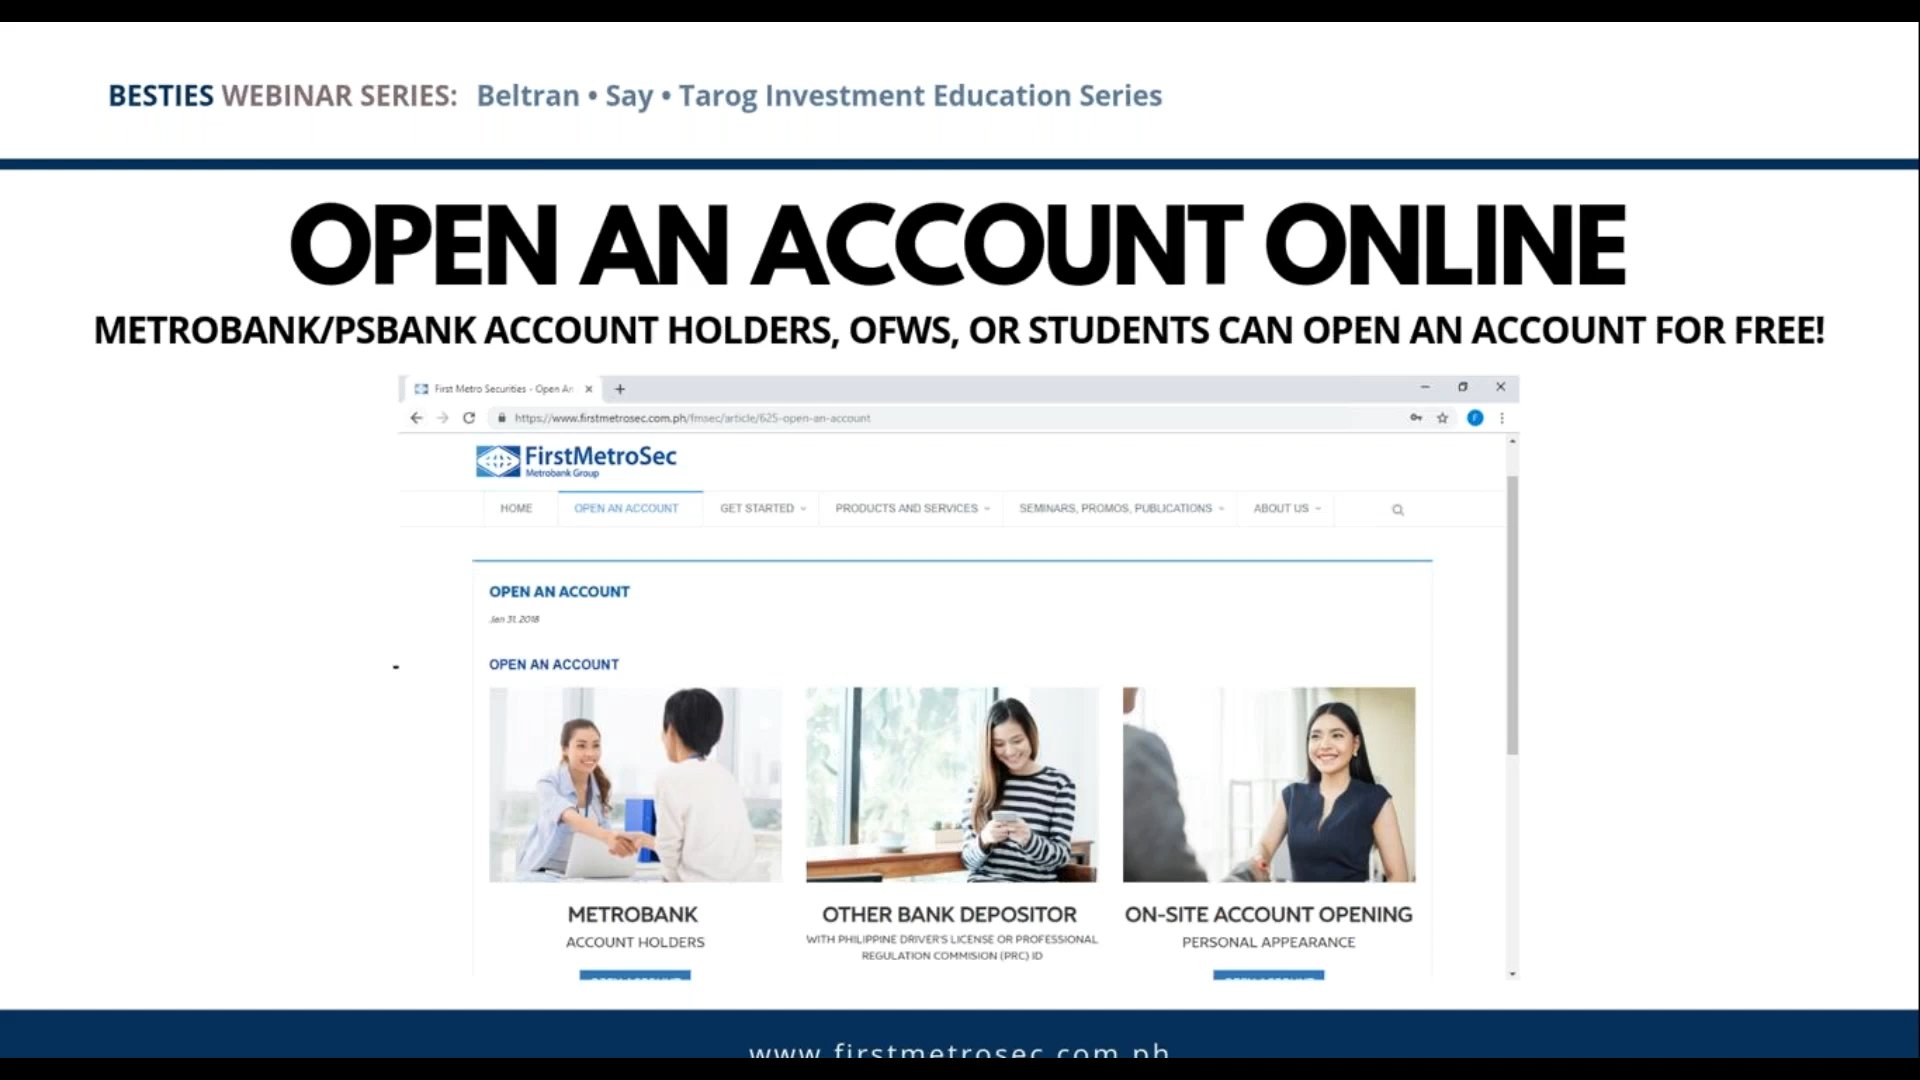 BESTIES WEBINAR SERIES: Beltran • Say • Tarog Investment Education Series
OPEN AN ACCOUNT ONLINE
METROBANK/PSBANK ACCOUNT HOLDERS, OFWS, OR STUDENTS CAN OPEN AN ACCOUNT FOR FREE!
First Metro Securities - Open An
https://www.firstmetrosec.com.ph/fmsec/article/625-open-an-account
FirstMetroSec
Metrobank Group
HOME OPEN AN ACCOUNT GET STARTED PRODUCTS AND SERVICES SEMINARS, PROMOS, PUBLICATIONS ABOUT US
OPEN AN ACCOUNT
Jan 31, 2018
OPEN AN ACCOUNT
METROBANK
ACCOUNT HOLDERS
OTHER BANK DEPOSITOR
WITH PHILIPPINE DRIVER'S LICENSE OR PROFESSIONAL
REGULATION COMMISION (PRC) ID
ON-SITE ACCOUNT OPENING
PERSONAL APPEARANCE
www.firstmetrosec.com.ph